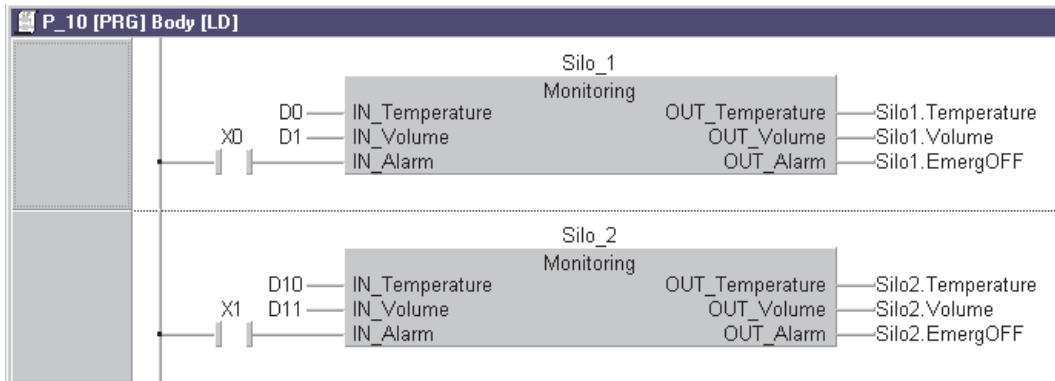 P_10 [PRG] Body [LD]
Silo_1
Monitoring
D0 IN_Temperature OUT_Temperature Silo1.Temperature
X0 D1 IN_Volume OUT_Volume Silo1.Volume
IN_Alarm OUT_Alarm Silo1.EmergOFF
Silo_2
Monitoring
D10 IN_Temperature OUT_Temperature Silo2.Temperature
X1 D11 IN_Volume OUT_Volume Silo2.Volume
IN_Alarm OUT_Alarm Silo2.EmergOFF